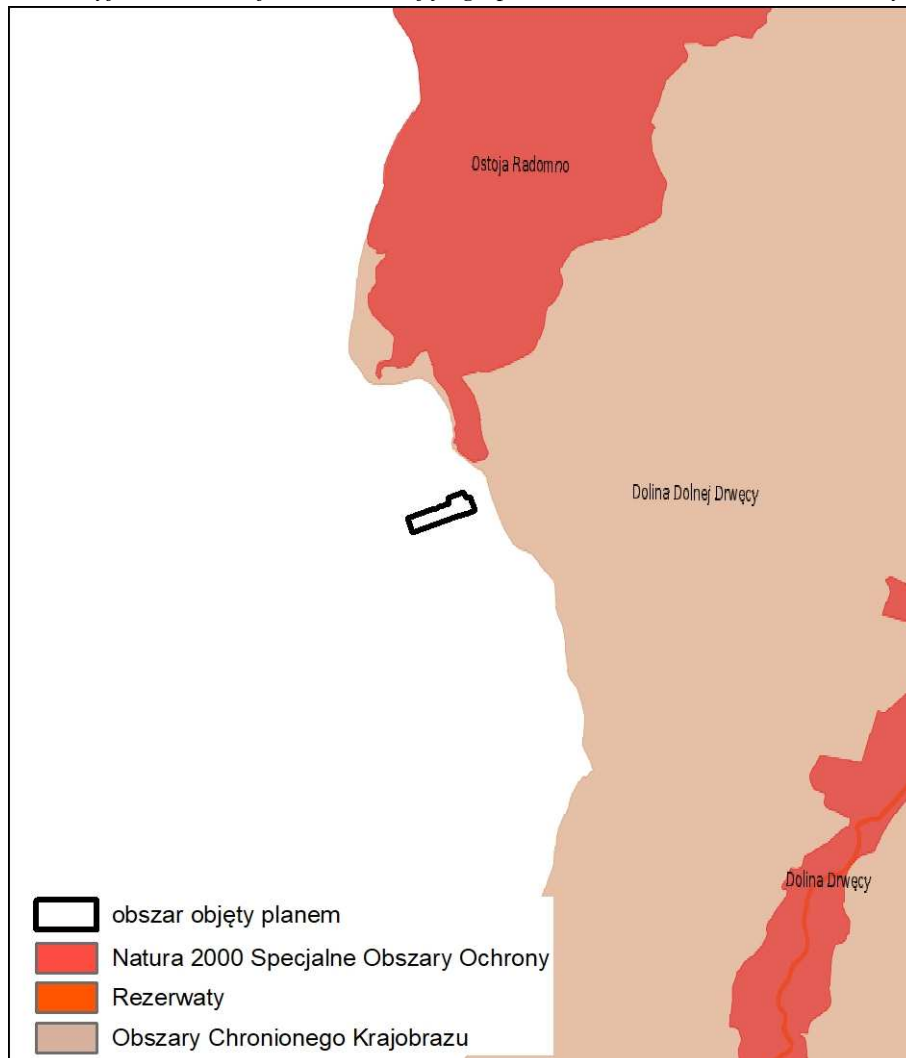 Ostoja Radomno
Dolina Dolnej Drwęcy
Dolina Drwęcy
obszar objęty planem
Natura 2000 Specjalne Obszary Ochrony
Rezerwaty
Obszary Chronionego Krajobrazu